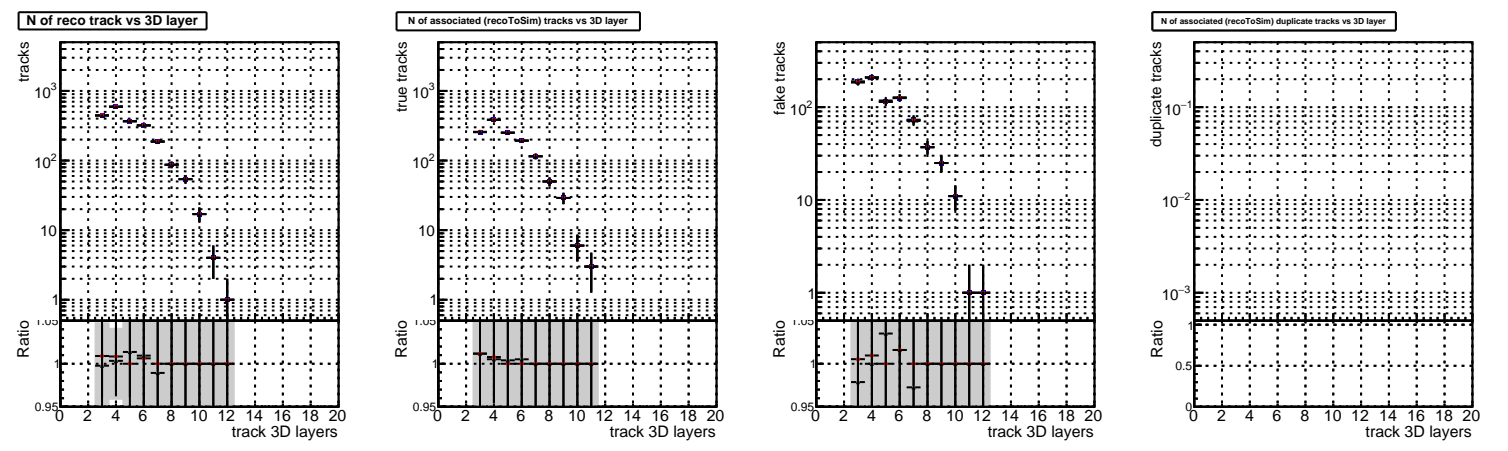 N of reco track vs 3D layer
tracks
10³
10²
10
1
Ratio
1.05
1
0.95
0 2 4 6 8 10 12 14 16 18 20
track 3D layers
N of associated (recoToSim) tracks vs 3D layer
true tracks
10³
10²
10
1
Ratio
1.05
1
0.95
0 2 4 6 8 10 12 14 16 18 20
track 3D layers
fake tracks
10²
10
1
Ratio
1.05
1
0.95
0 2 4 6 8 10 12 14 16 18 20
track 3D layers
N of associated (recoToSim) duplicate tracks vs 3D layer
duplicate tracks
10⁻¹
10⁻²
10⁻³
Ratio
1
0.5
0
0 2 4 6 8 10 12 14 16 18 20
track 3D layers